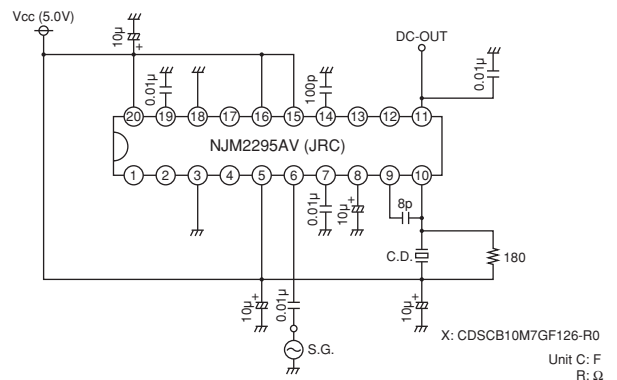 Vcc (5.0V)
10µ
+
0.01µ
100p
DC-OUT
0.01µ
20 19 18 17 16 15 14 13 12 11
NJM2295AV (JRC)
1 2 3 4 5 6 7 8 9 10
0.01µ
10µ
+
8p
C.D.
180
10µ
+
0.01µ
10µ
+
S.G.
X: CDSCB10M7GF126-R0
Unit C: F
R: Ω